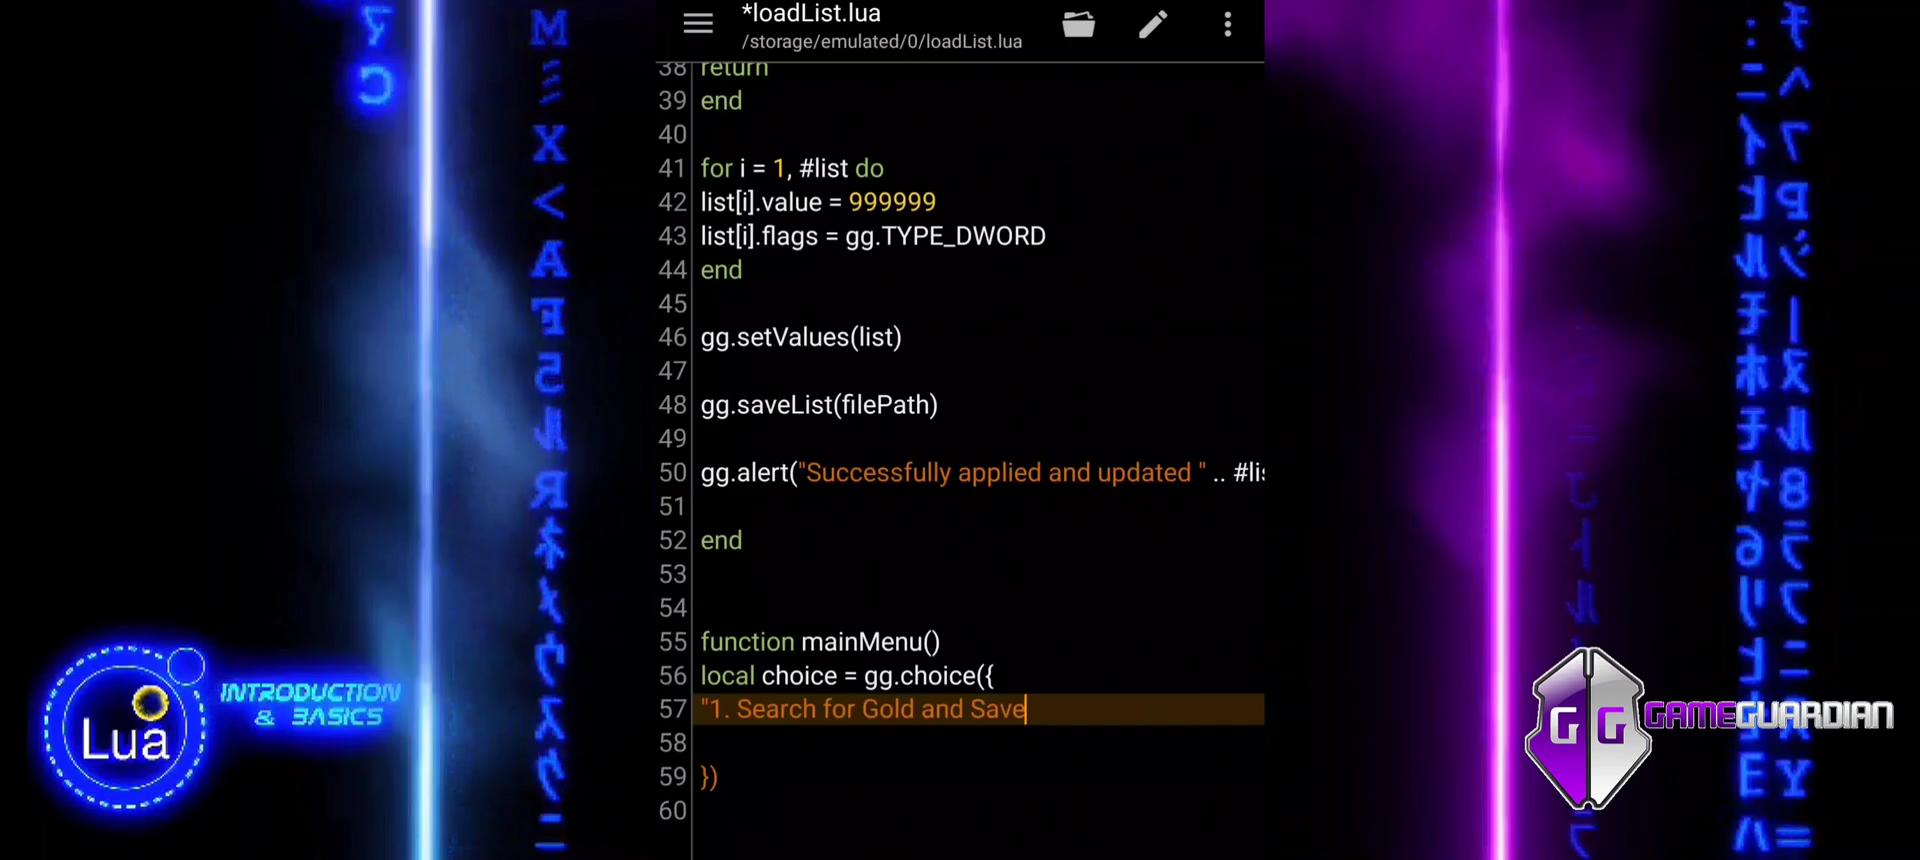 *loadList.lua
/storage/emulated/0/loadList.lua
38 return
39 end
40
41 for i = 1, #list do
42 list[i].value = 999999
43 list[i].flags = gg.TYPE_DWORD
44 end
45
46 gg.setValues(list)
47
48 gg.saveList(filePath)
49
50 gg.alert("Successfully applied and updated " .. #lis
51
52 end
53
54
55 function mainMenu()
56 local choice = gg.choice({
57 "1. Search for Gold and Save
58
59 })
60
Lua
INTRODUCTION
& BASICS
GG GAMEGUARDIAN